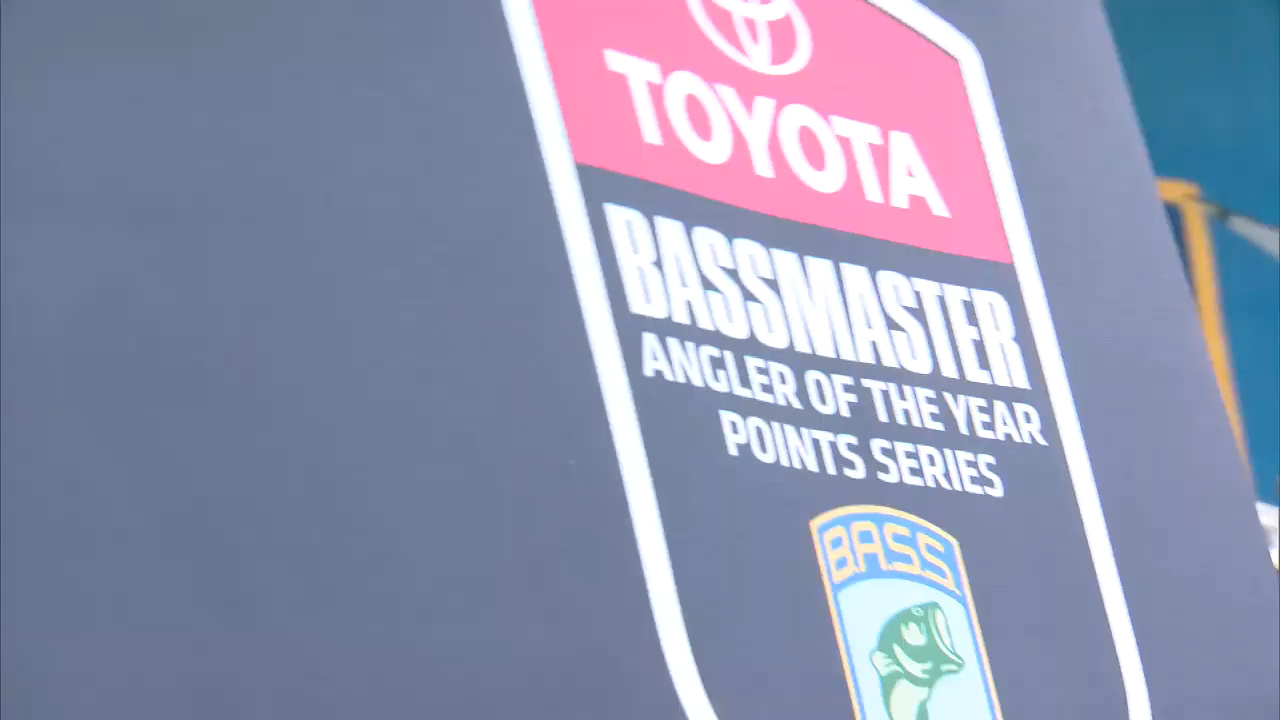 TOYOTA
BASSMASTER
ANGLER OF THE YEAR
POINTS SERIES
B.A.S.S.